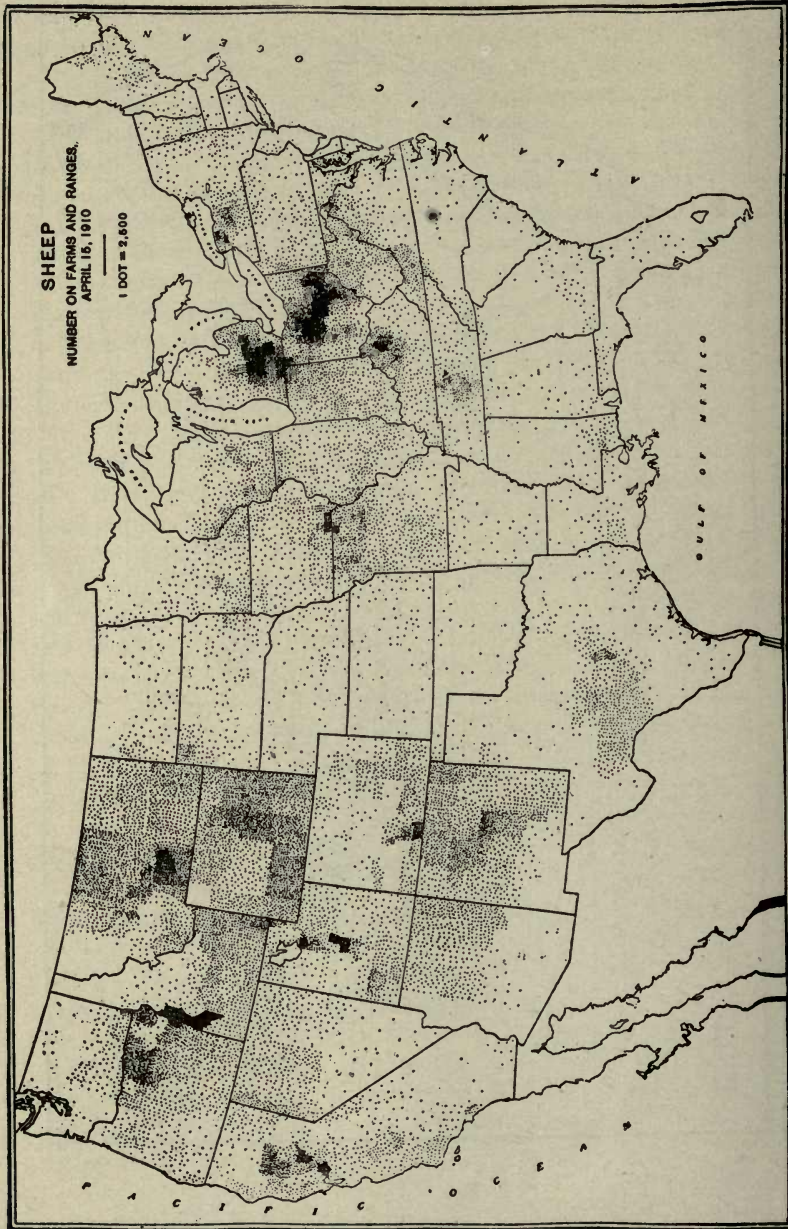 SHEEP
NUMBER ON FARMS AND RANGES,
APRIL 15, 1910
1 DOT = 2,500
ATLANTIC OCEAN
GULF OF MEXICO
PACIFIC OCEAN